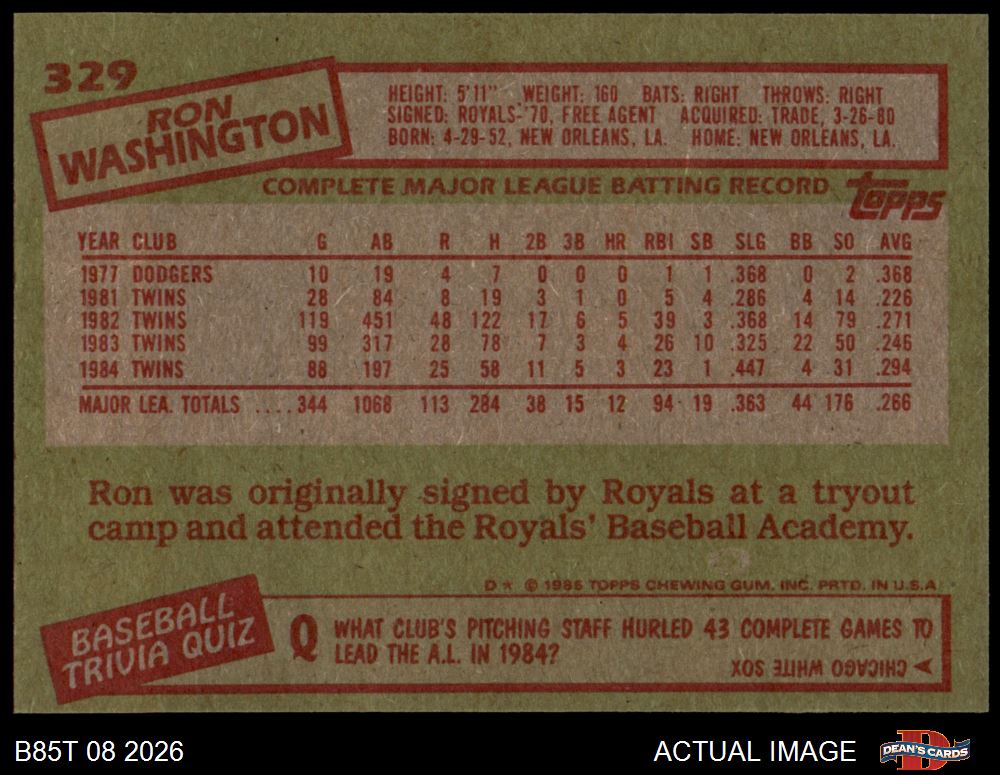 329
RON
WASHINGTON
HEIGHT: 5'11" WEIGHT: 160 BATS: RIGHT THROWS: RIGHT
SIGNED: ROYALS-'70, FREE AGENT ACQUIRED: TRADE, 3-26-80
BORN: 4-29-52, NEW ORLEANS, LA. HOME: NEW ORLEANS, LA.
COMPLETE MAJOR LEAGUE BATTING RECORD
topps
YEAR CLUB G AB R H 2B 3B HR RBI SB SLG BB SO AVG
1977 DODGERS 10 19 4 7 0 0 0 1 1 .368 0 2 .368
1981 TWINS 28 84 8 19 3 1 0 5 4 .286 4 14 .226
1982 TWINS 119 451 48 122 17 6 5 39 3 .368 14 79 .271
1983 TWINS 99 317 28 78 7 3 4 26 10 .325 22 50 .246
1984 TWINS 88 197 25 58 11 5 3 23 1 .447 4 31 .294
MAJOR LEA. TOTALS ....344 1068 113 284 38 15 12 94 19 .363 44 176 .266
Ron was originally signed by Royals at a tryout
camp and attended the Royals' Baseball Academy.
D* © 1985 TOPPS CHEWING GUM, INC. PRTD. IN U.S.A.
BASEBALL
TRIVIA QUIZ
Q WHAT CLUB'S PITCHING STAFF HURLED 43 COMPLETE GAMES TO
LEAD THE A.L. IN 1984?
CHICAGO WHITE SOX
B85T 08 2026
ACTUAL IMAGE
D
DEAN'S CARDS